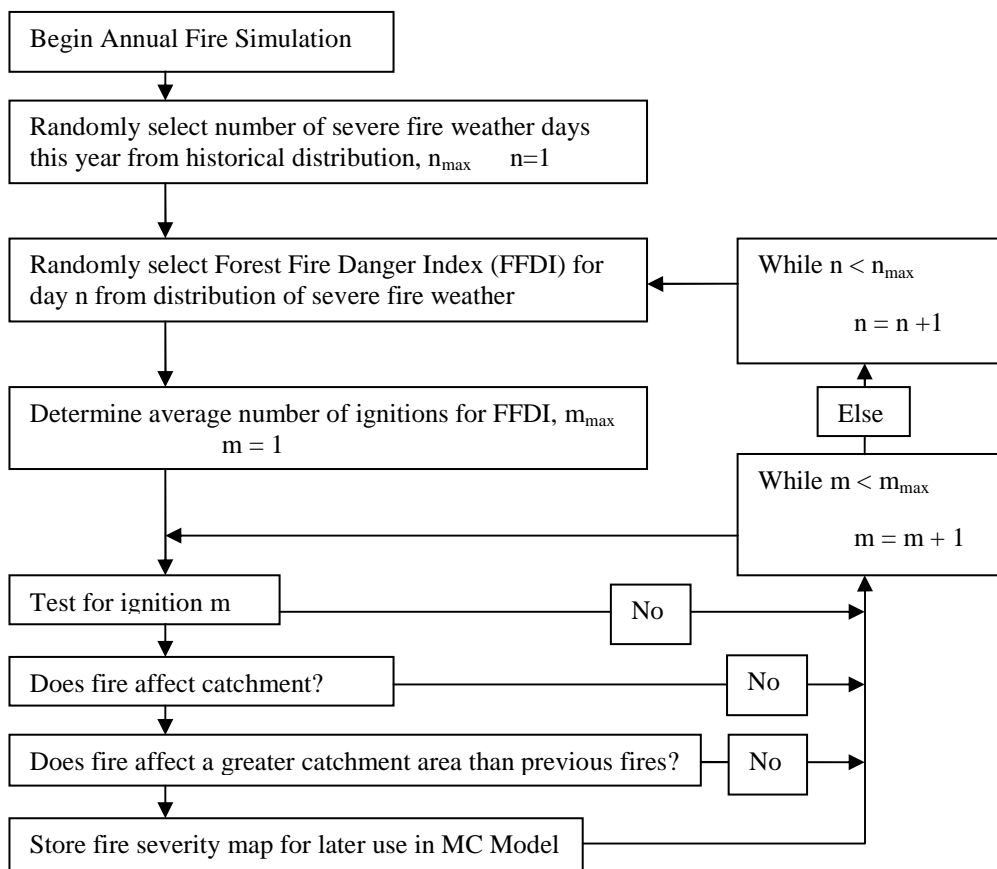 Begin Annual Fire Simulation
Randomly select number of severe fire weather days
this year from historical distribution, nmax n=1
Randomly select Forest Fire Danger Index (FFDI) for
day n from distribution of severe fire weather
While n < nmax
n = n +1
Determine average number of ignitions for FFDI, mmax
m = 1
Else
While m < mmax
m = m + 1
Test for ignition m
No
Does fire affect catchment?
No
Does fire affect a greater catchment area than previous fires?
No
Store fire severity map for later use in MC Model